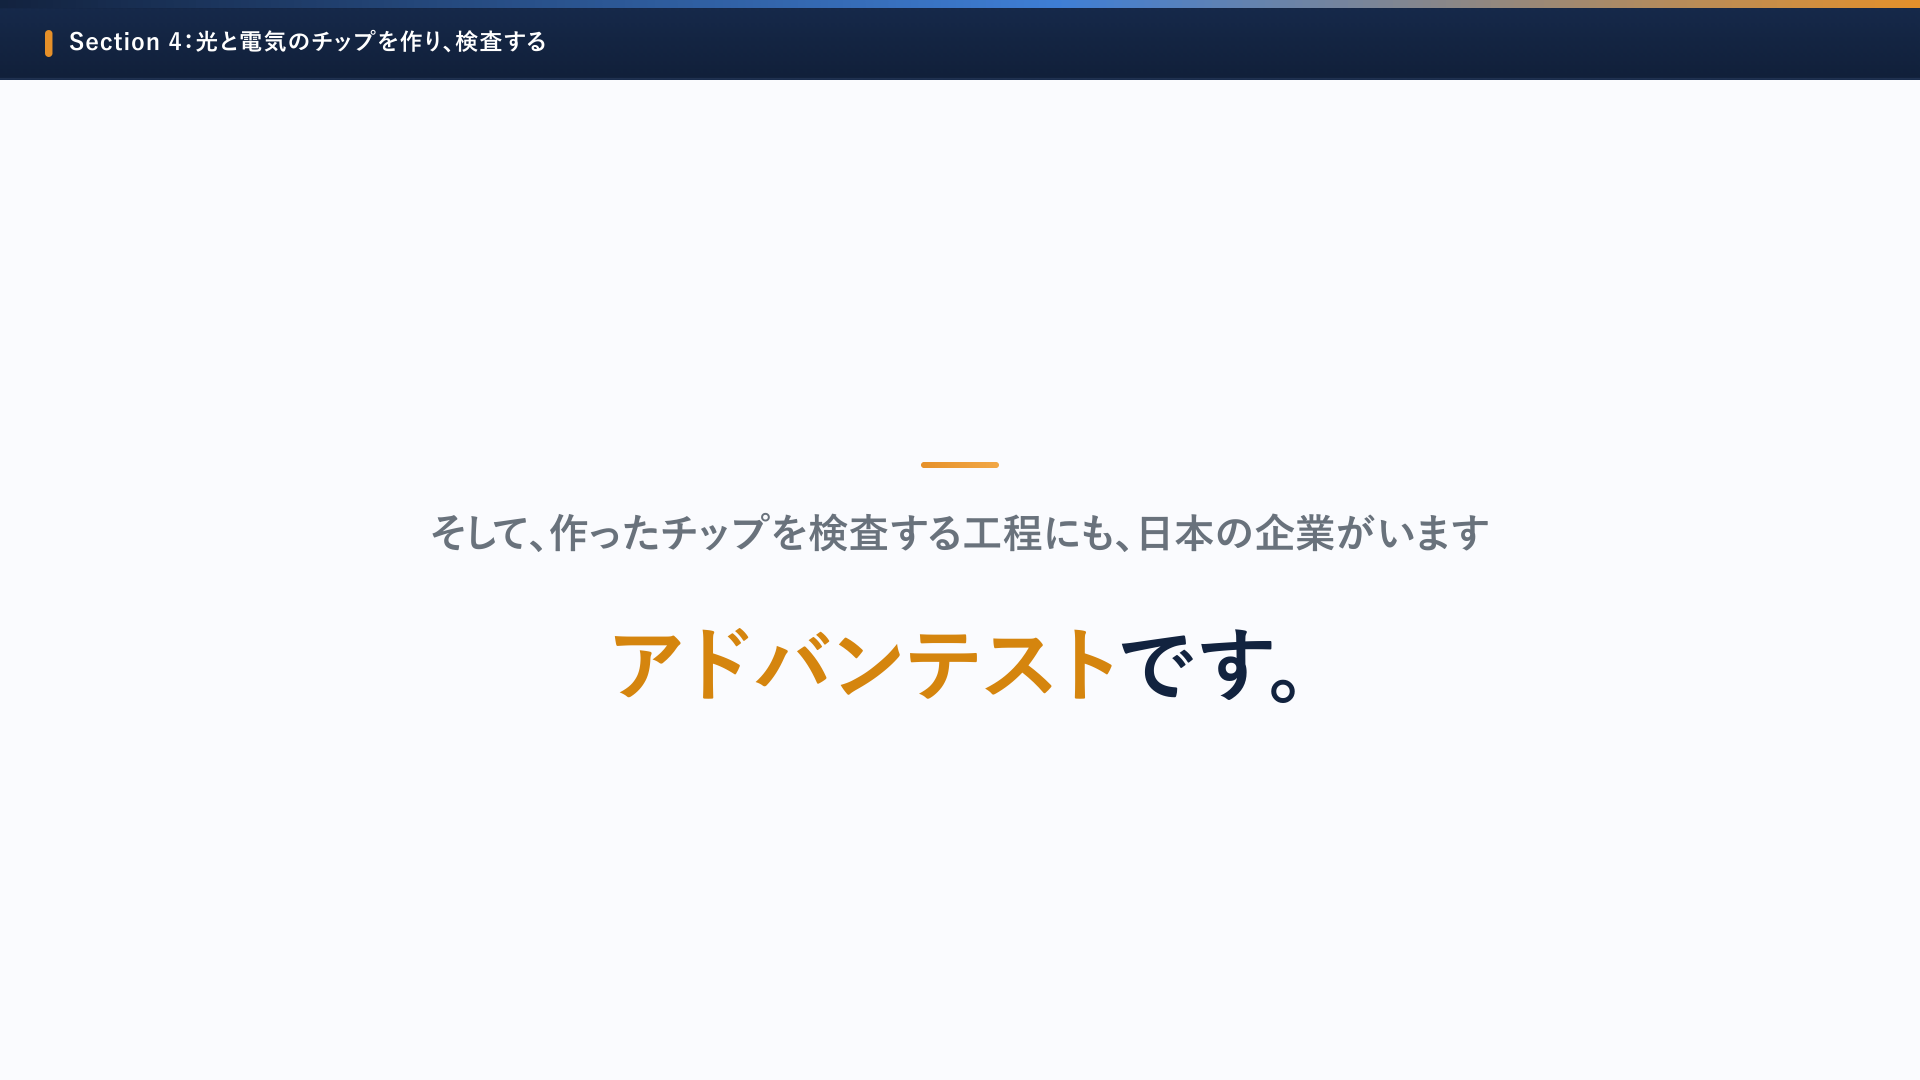 Section 4：光と電気のチップを作り、検査する
そして、作ったチップを検査する工程にも、日本の企業がいます
アドバンテストです。